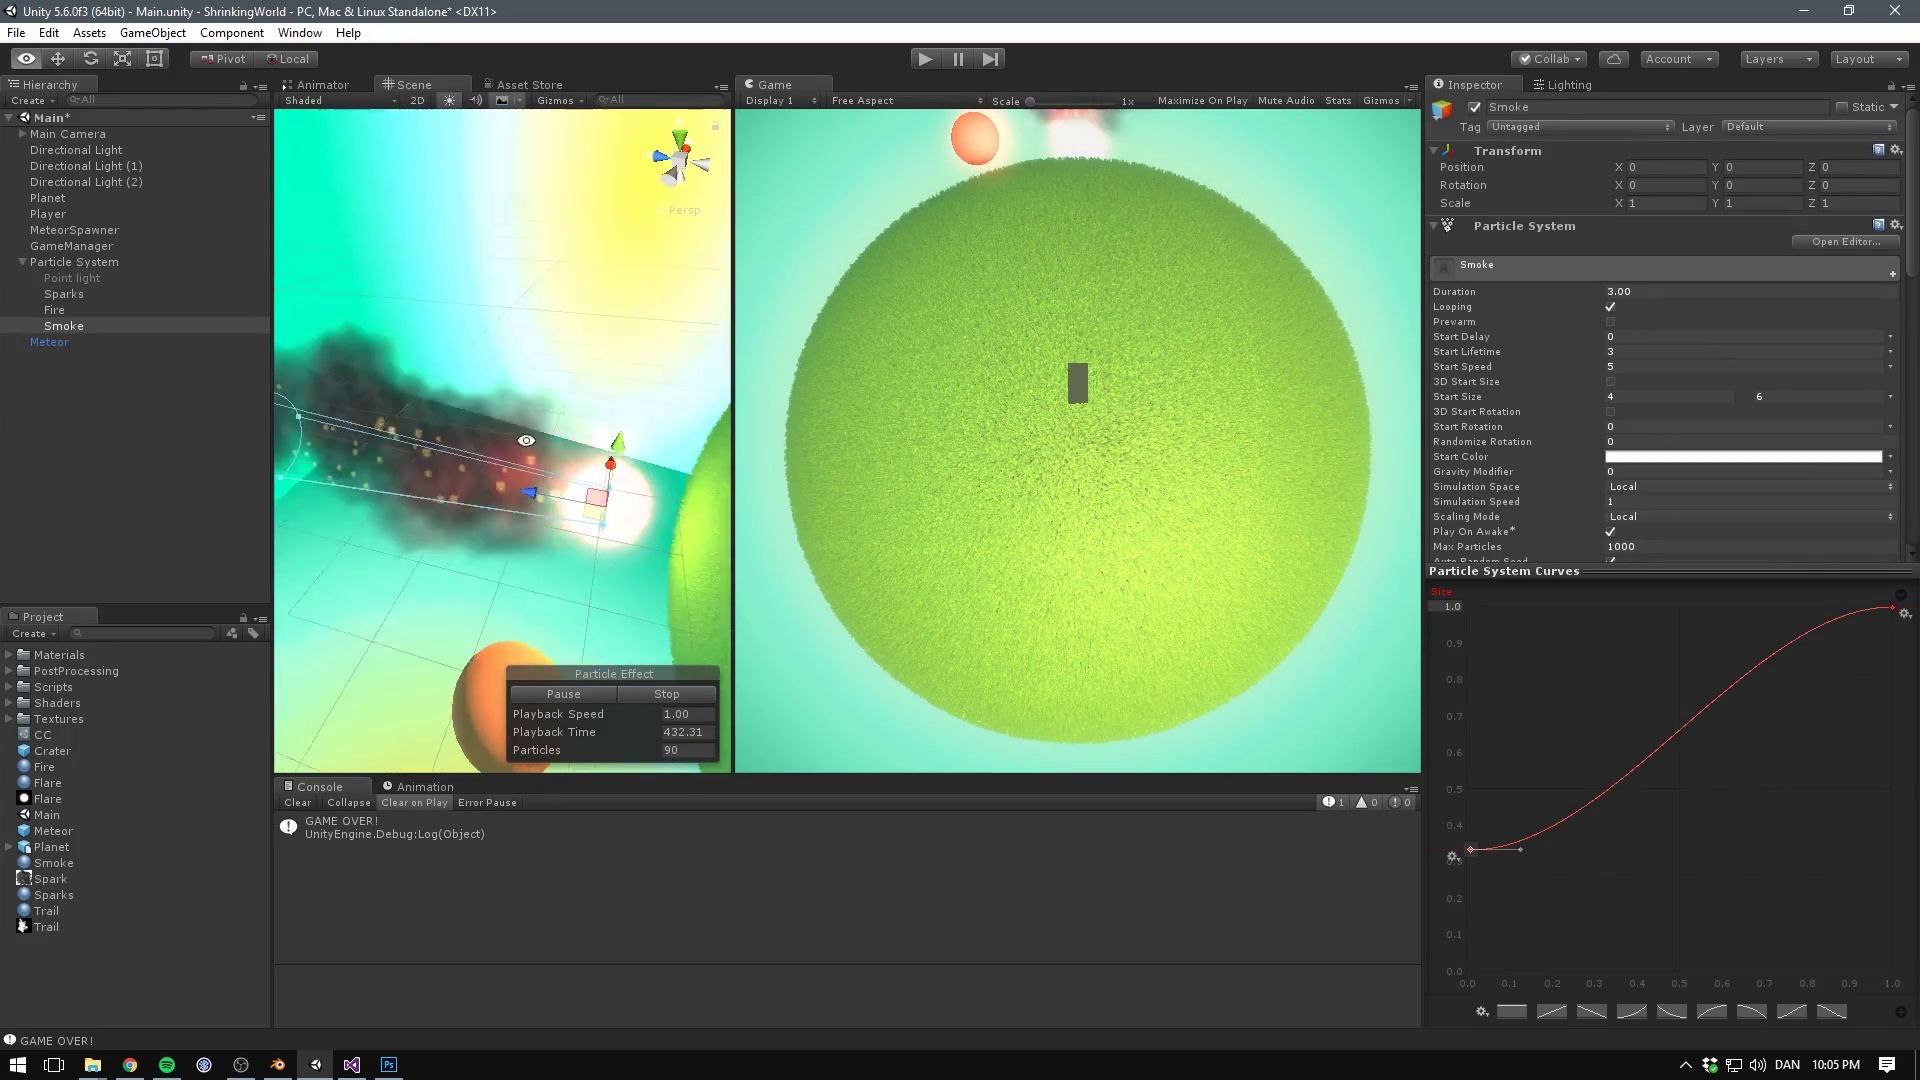 Unity 5.6.0f3 (64bit) - Main.unity - ShrinkingWorld - PC, Mac & Linux Standalone* <DX11>
File Edit Assets GameObject Component Window Help
Pivot Local Collab Account Layers Layout
Hierarchy
Create All
Main*
Main Camera
Directional Light
Directional Light (1)
Directional Light (2)
Planet
Player
MeteorSpawner
GameManager
Particle System
Point light
Sparks
Fire
Smoke
Meteor
Animator Scene Asset Store
Shaded 2D Gizmos All
Persp
Particle Effect
Pause Stop
Playback Speed 1.00
Playback Time 432.31
Particles 90
Game
Display 1 Free Aspect Scale 1x Maximize On Play Mute Audio Stats Gizmos
Project
Create
Materials
PostProcessing
Scripts
Shaders
Textures
CC
Crater
Fire
Flare
Flare
Main
Meteor
Planet
Smoke
Spark
Sparks
Trail
Trail
Console Animation
Clear Collapse Clear on Play Error Pause 1 0 0
GAME OVER!
UnityEngine.Debug:Log(Object)
Inspector Lighting
Smoke Static
Tag Untagged Layer Default
Transform
Position X 0 Y 0 Z 0
Rotation X 0 Y 0 Z 0
Scale X 1 Y 1 Z 1
Particle System
Open Editor...
Smoke
Duration 3.00
Looping
Prewarm
Start Delay 0
Start Lifetime 3
Start Speed 5
3D Start Size
Start Size 4 6
3D Start Rotation
Start Rotation 0
Randomize Rotation 0
Start Color
Gravity Modifier 0
Simulation Space Local
Simulation Speed 1
Scaling Mode Local
Play On Awake*
Max Particles 1000
Auto Random Seed
Particle System Curves
Size
1.0
0.9
0.8
0.7
0.6
0.5
0.4
0.3
0.2
0.1
0.0
0.0 0.1 0.2 0.3 0.4 0.5 0.6 0.7 0.8 0.9 1.0
GAME OVER!
Ps
DAN 10:05 PM